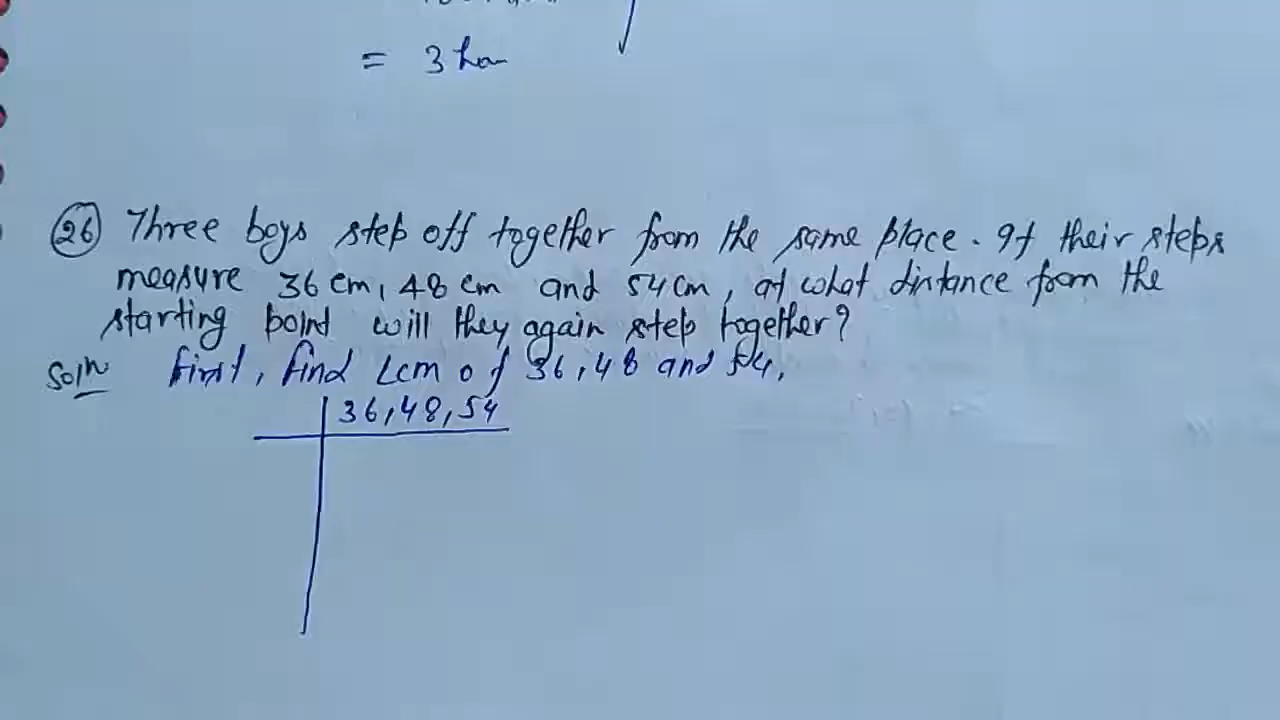 = 3 hom
26 Three boys step off together from the same place. If their steps
measure 36 cm, 48 cm and 54 cm, at what distance from the
starting point will they again step together?
Soln First, find Lcm of 36, 48 and 54.
36, 48, 54